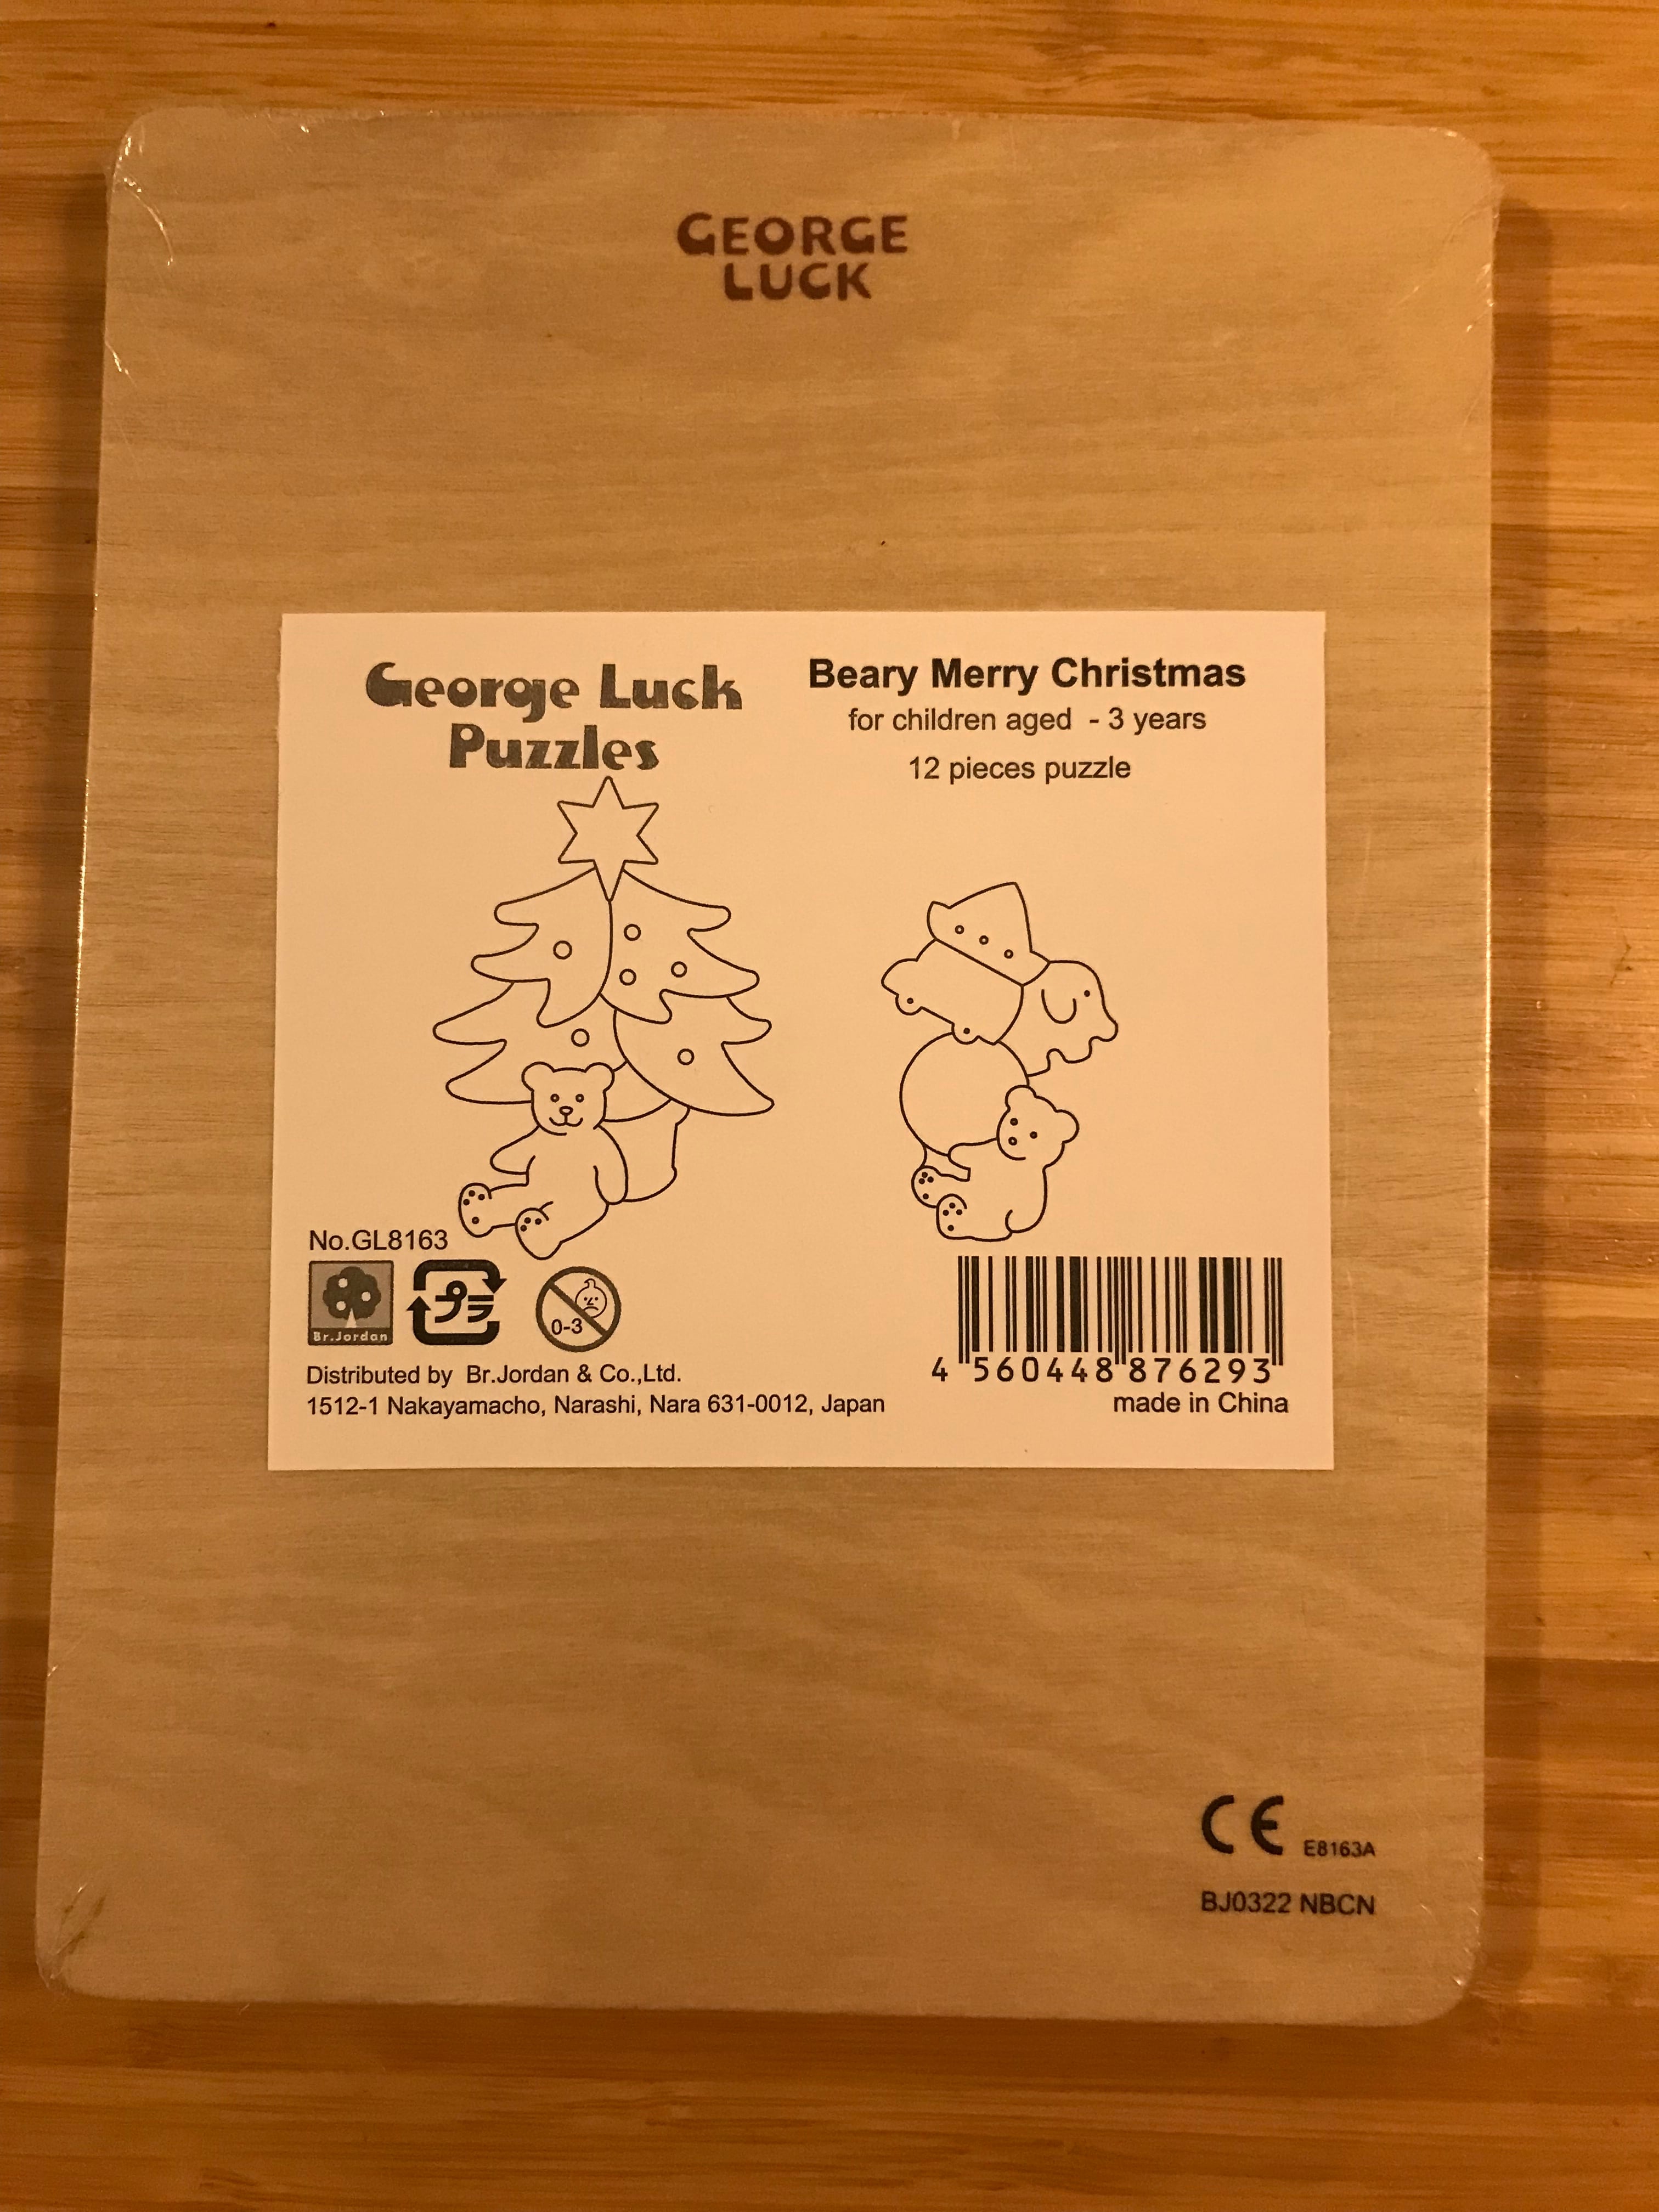 GEORGE
LUCK
George Luck
Puzzles
Beary Merry Christmas
for children aged - 3 years
12 pieces puzzle
No.GL8163
Br.Jordan
プラ
0-3
Distributed by Br.Jordan & Co.,Ltd.
1512-1 Nakayamacho, Narashi, Nara 631-0012, Japan
4 560448 876293
made in China
CE E8163A
BJ0322 NBCN